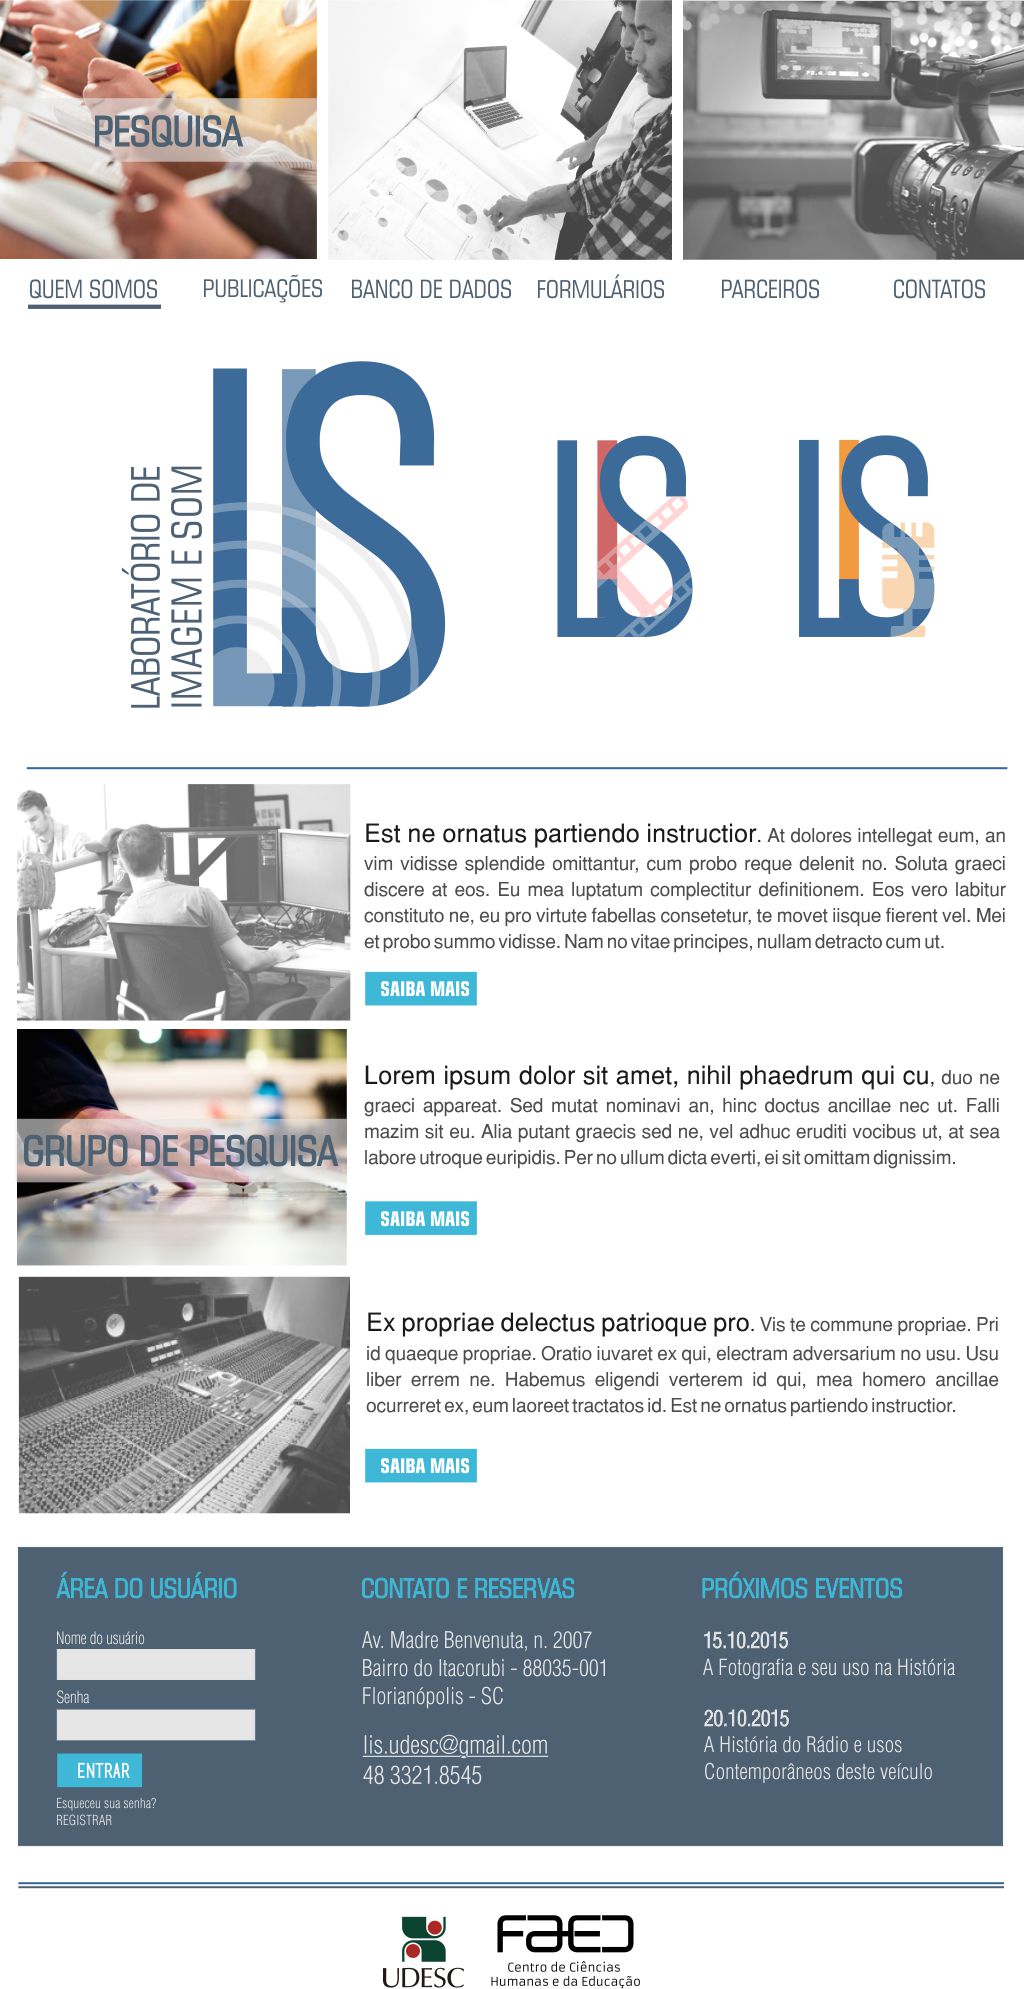 PESQUISA
QUEM SOMOS
PUBLICAÇÕES
BANCO DE DADOS
FORMULÁRIOS
PARCEIROS
CONTATOS
LABORATÓRIO DE
IMAGEM E SOM
LIS
LIS
LIS
Est ne ornatus partiendo instructior. At dolores intellegat eum, an
vim vidisse splendide omittantur, cum probo reque delenit no. Soluta graeci
discere at eos. Eu mea luptatum complectitur definitionem. Eos vero labitur
constituto ne, eu pro virtute fabellas consetetur, te movet iisque fierent vel. Mei
et probo summo vidisse. Nam no vitae principes, nullam detracto cum ut.
SAIBA MAIS
GRUPO DE PESQUISA
Lorem ipsum dolor sit amet, nihil phaedrum qui cu, duo ne
graeci appareat. Sed mutat nominavi an, hinc doctus ancillae nec ut. Falli
mazim sit eu. Alia putant graecis sed ne, vel adhuc eruditi vocibus ut, at sea
labore utroque euripidis. Per no ullum dicta everti, ei sit omittam dignissim.
SAIBA MAIS
Ex propriae delectus patrioque pro. Vis te commune propriae. Pri
id quaeque propriae. Oratio iuvaret ex qui, electram adversarium no usu. Usu
liber errem ne. Habemus eligendi verterem id qui, mea homero ancillae
ocurreret ex, eum laoreet tractatos id. Est ne ornatus partiendo instructior.
SAIBA MAIS
ÁREA DO USUÁRIO
Nome do usuário
Senha
ENTRAR
Esqueceu sua senha?
REGISTRAR
CONTATO E RESERVAS
Av. Madre Benvenuta, n. 2007
Bairro do Itacorubi - 88035-001
Florianópolis - SC
lis.udesc@gmail.com
48 3321.8545
PRÓXIMOS EVENTOS
15.10.2015
A Fotografia e seu uso na História
20.10.2015
A História do Rádio e usos
Contemporâneos deste veículo
UDESC
FAED
Centro de Ciências
Humanas e da Educação